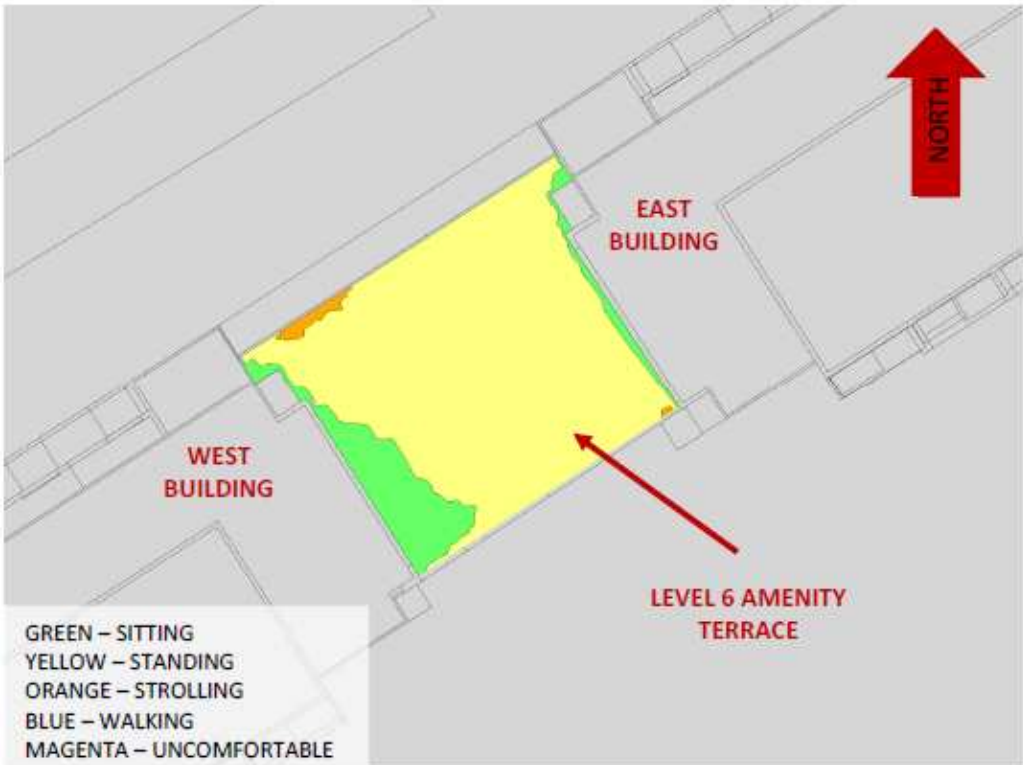 NORTH
EAST
BUILDING
WEST
BUILDING
LEVEL 6 AMENITY
TERRACE
GREEN – SITTING
YELLOW – STANDING
ORANGE – STROLLING
BLUE – WALKING
MAGENTA – UNCOMFORTABLE